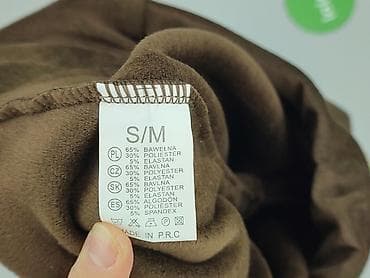 S/M
PL 65% BAWEŁNA
30% POLIESTER
5% ELASTAN
CZ 65% BAVLNA
30% POLYESTER
5% ELASTAN
SK 65% BAVLNA
30% POLYESTER
5% ELASTAN
ES 65% ALGODON
30% POLIESTER
5% SPANDEX
MADE IN P.R.C